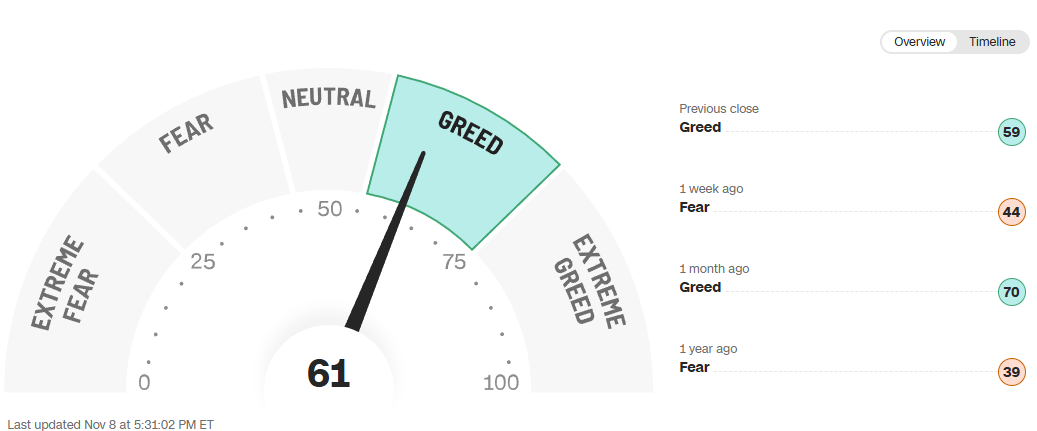 Overview
Timeline
EXTREME
FEAR
FEAR
NEUTRAL
GREED
EXTREME
GREED
0
25
50
75
100
61
Last updated Nov 8 at 5:31:02 PM ET
Previous close
Greed 59
1 week ago
Fear 44
1 month ago
Greed 70
1 year ago
Fear 39